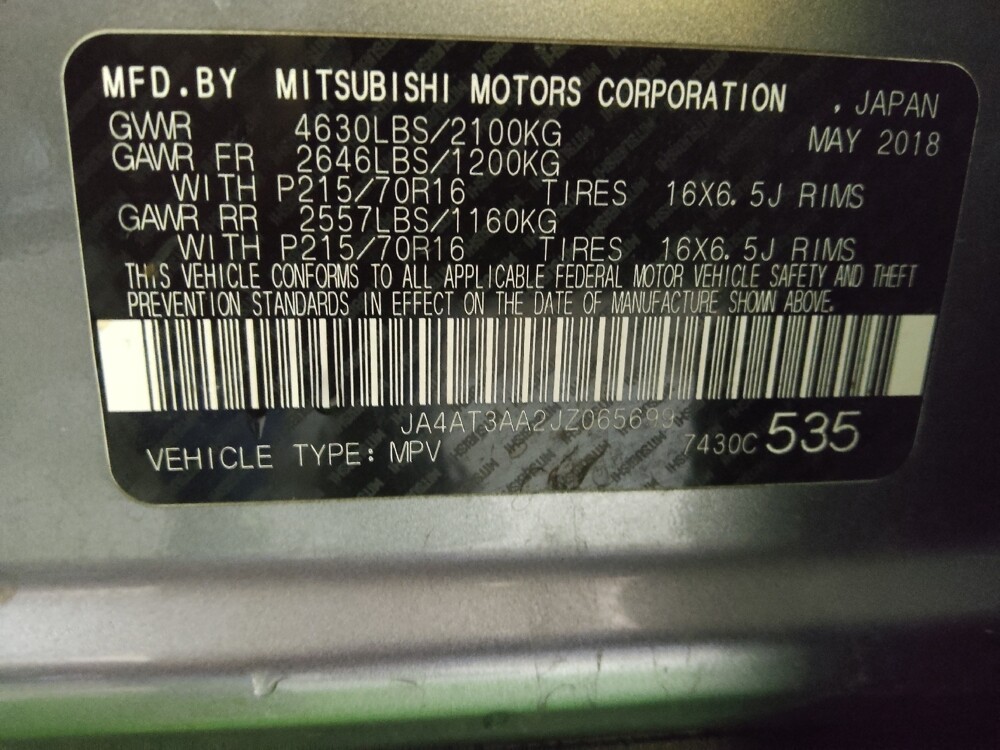 MFD.BY MITSUBISHI MOTORS CORPORATION , JAPAN
GVWR 4630LBS/2100KG MAY 2018
GAWR FR 2646LBS/1200KG
WITH P215/70R16 TIRES 16X6.5J RIMS
GAWR RR 2557LBS/1160KG
WITH P215/70R16 TIRES 16X6.5J RIMS
THIS VEHICLE CONFORMS TO ALL APPLICABLE FEDERAL MOTOR VEHICLE SAFETY AND THEFT
PREVENTION STANDARDS IN EFFECT ON THE DATE OF MANUFACTURE SHOWN ABOVE.
JA4AT3AA2JZ065699
VEHICLE TYPE: MPV 7430C 535